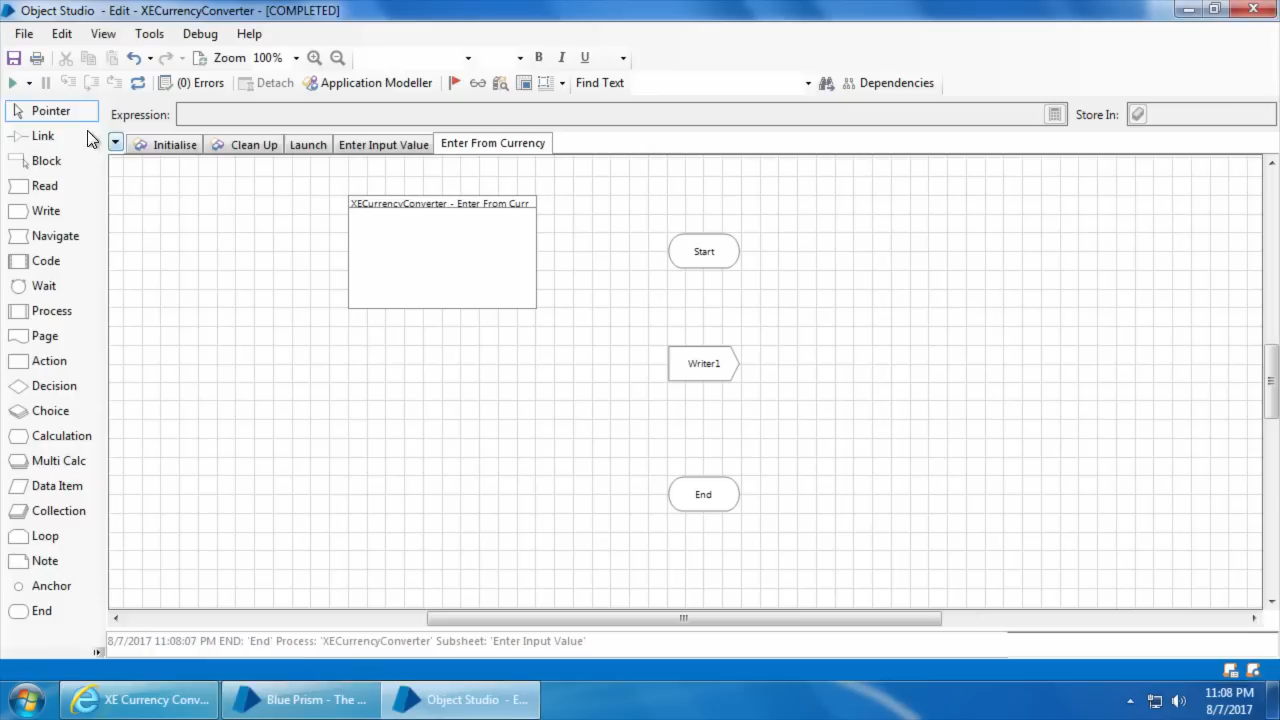 Object Studio - Edit - XECurrencyConverter - [COMPLETED]
File Edit View Tools Debug Help
Zoom 100% B I U
(0) Errors Detach Application Modeller Find Text Dependencies
Pointer
Expression: Store In:
Link
Initialise Clean Up Launch Enter Input Value Enter From Currency
Block
Read
Write
Navigate
Code
Wait
Process
Page
Action
Decision
Choice
Calculation
Multi Calc
Data Item
Collection
Loop
Note
Anchor
End
XECurrencyConverter - Enter From Curr
Start
Writer1
End
8/7/2017 11:08:07 PM END: 'End' Process: 'XECurrencyConverter' Subsheet: 'Enter Input Value'
XE Currency Conv... Blue Prism - The ... Object Studio - E...
11:08 PM
8/7/2017